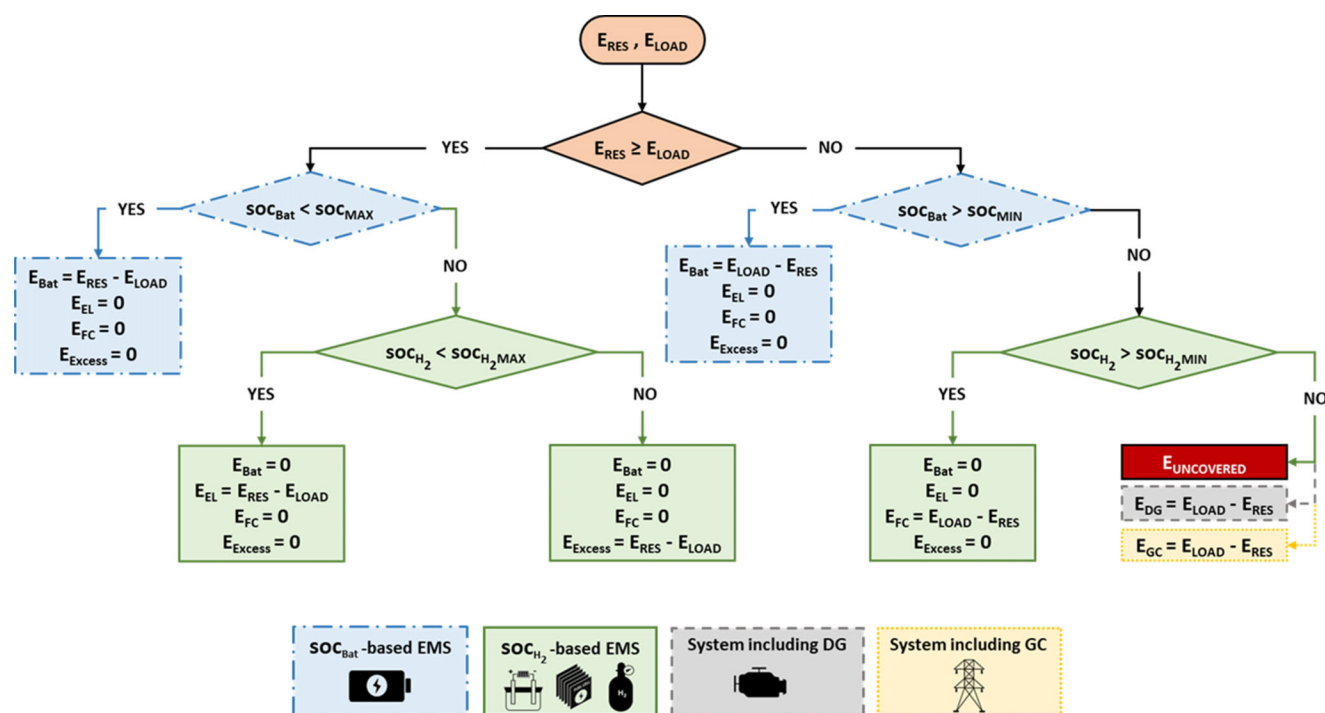 E_RES , E_LOAD
E_RES ≥ E_LOAD
YES
NO
SOC_Bat < SOC_MAX
SOC_Bat > SOC_MIN
YES
NO
YES
NO
E_Bat = E_RES - E_LOAD
E_EL = 0
E_FC = 0
E_Excess = 0
E_Bat = E_LOAD - E_RES
E_EL = 0
E_FC = 0
E_Excess = 0
SOC_H₂ < SOC_H₂MAX
SOC_H₂ > SOC_H₂MIN
YES
NO
YES
NO
E_Bat = 0
E_EL = E_RES - E_LOAD
E_FC = 0
E_Excess = 0
E_Bat = 0
E_EL = 0
E_FC = 0
E_Excess = E_RES - E_LOAD
E_Bat = 0
E_EL = 0
E_FC = E_LOAD - E_RES
E_Excess = 0
E_UNCOVERED
E_DG = E_LOAD - E_RES
E_GC = E_LOAD - E_RES
SOC_Bat -based EMS
SOC_H₂ -based EMS
+ -
H₂
System including DG
System including GC